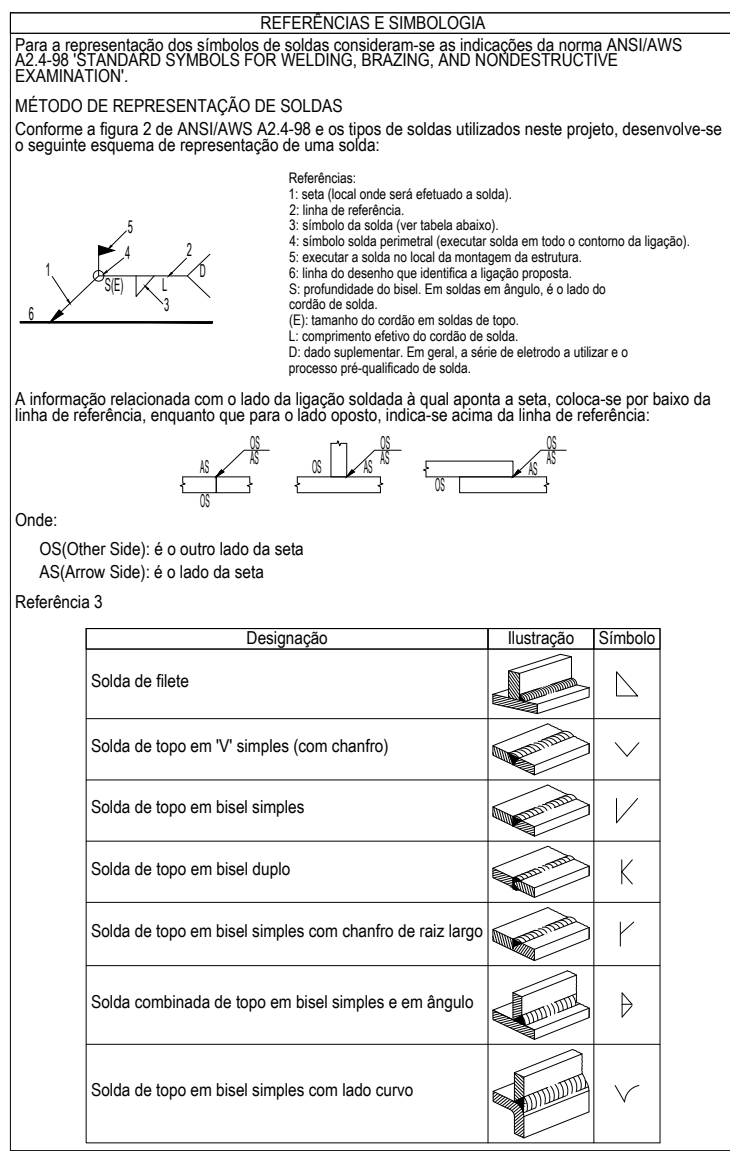 REFERÊNCIAS E SIMBOLOGIA
Para a representação dos símbolos de soldas consideram-se as indicações da norma ANSI/AWS
A2.4-98 'STANDARD SYMBOLS FOR WELDING, BRAZING, AND NONDESTRUCTIVE
EXAMINATION'.
MÉTODO DE REPRESENTAÇÃO DE SOLDAS
Conforme a figura 2 de ANSI/AWS A2.4-98 e os tipos de soldas utilizados neste projeto, desenvolve-se
o seguinte esquema de representação de uma solda:
5
4
2
1
D
S(E)
L
3
6
Referências:
1: seta (local onde será efetuado a solda).
2: linha de referência.
3: símbolo da solda (ver tabela abaixo).
4: símbolo solda perimetral (executar solda em todo o contorno da ligação).
5: executar a solda no local da montagem da estrutura.
6: linha do desenho que identifica a ligação proposta.
S: profundidade do bisel. Em soldas em ângulo, é o lado do
cordão de solda.
(E): tamanho do cordão em soldas de topo.
L: comprimento efetivo do cordão de solda.
D: dado suplementar. Em geral, a série de eletrodo a utilizar e o
processo pré-qualificado de solda.
A informação relacionada com o lado da ligação soldada à qual aponta a seta, coloca-se por baixo da
linha de referência, enquanto que para o lado oposto, indica-se acima da linha de referência:
OS
AS
AS
OS
OS
AS
OS
AS
OS
AS
AS
OS
Onde:
OS(Other Side): é o outro lado da seta
AS(Arrow Side): é o lado da seta
Referência 3
Designação Ilustração Símbolo
Solda de filete
Solda de topo em 'V' simples (com chanfro)
Solda de topo em bisel simples
Solda de topo em bisel duplo
Solda de topo em bisel simples com chanfro de raiz largo
Solda combinada de topo em bisel simples e em ângulo
Solda de topo em bisel simples com lado curvo